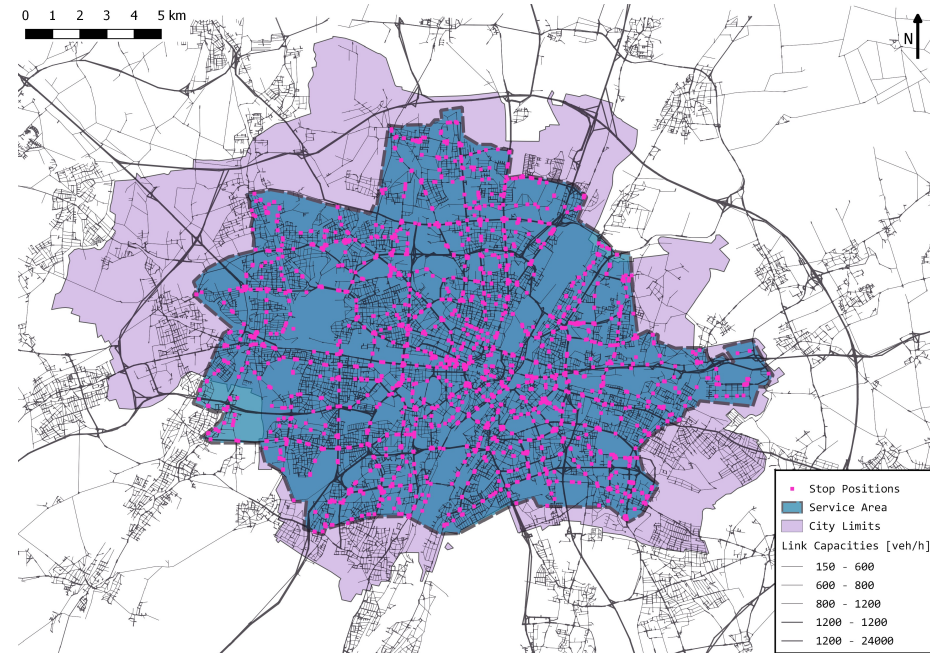 0 1 2 3 4 5 km
N
Stop Positions
Service Area
City Limits
Link Capacities [veh/h]
150 - 600
600 - 800
800 - 1200
1200 - 1200
1200 - 24000